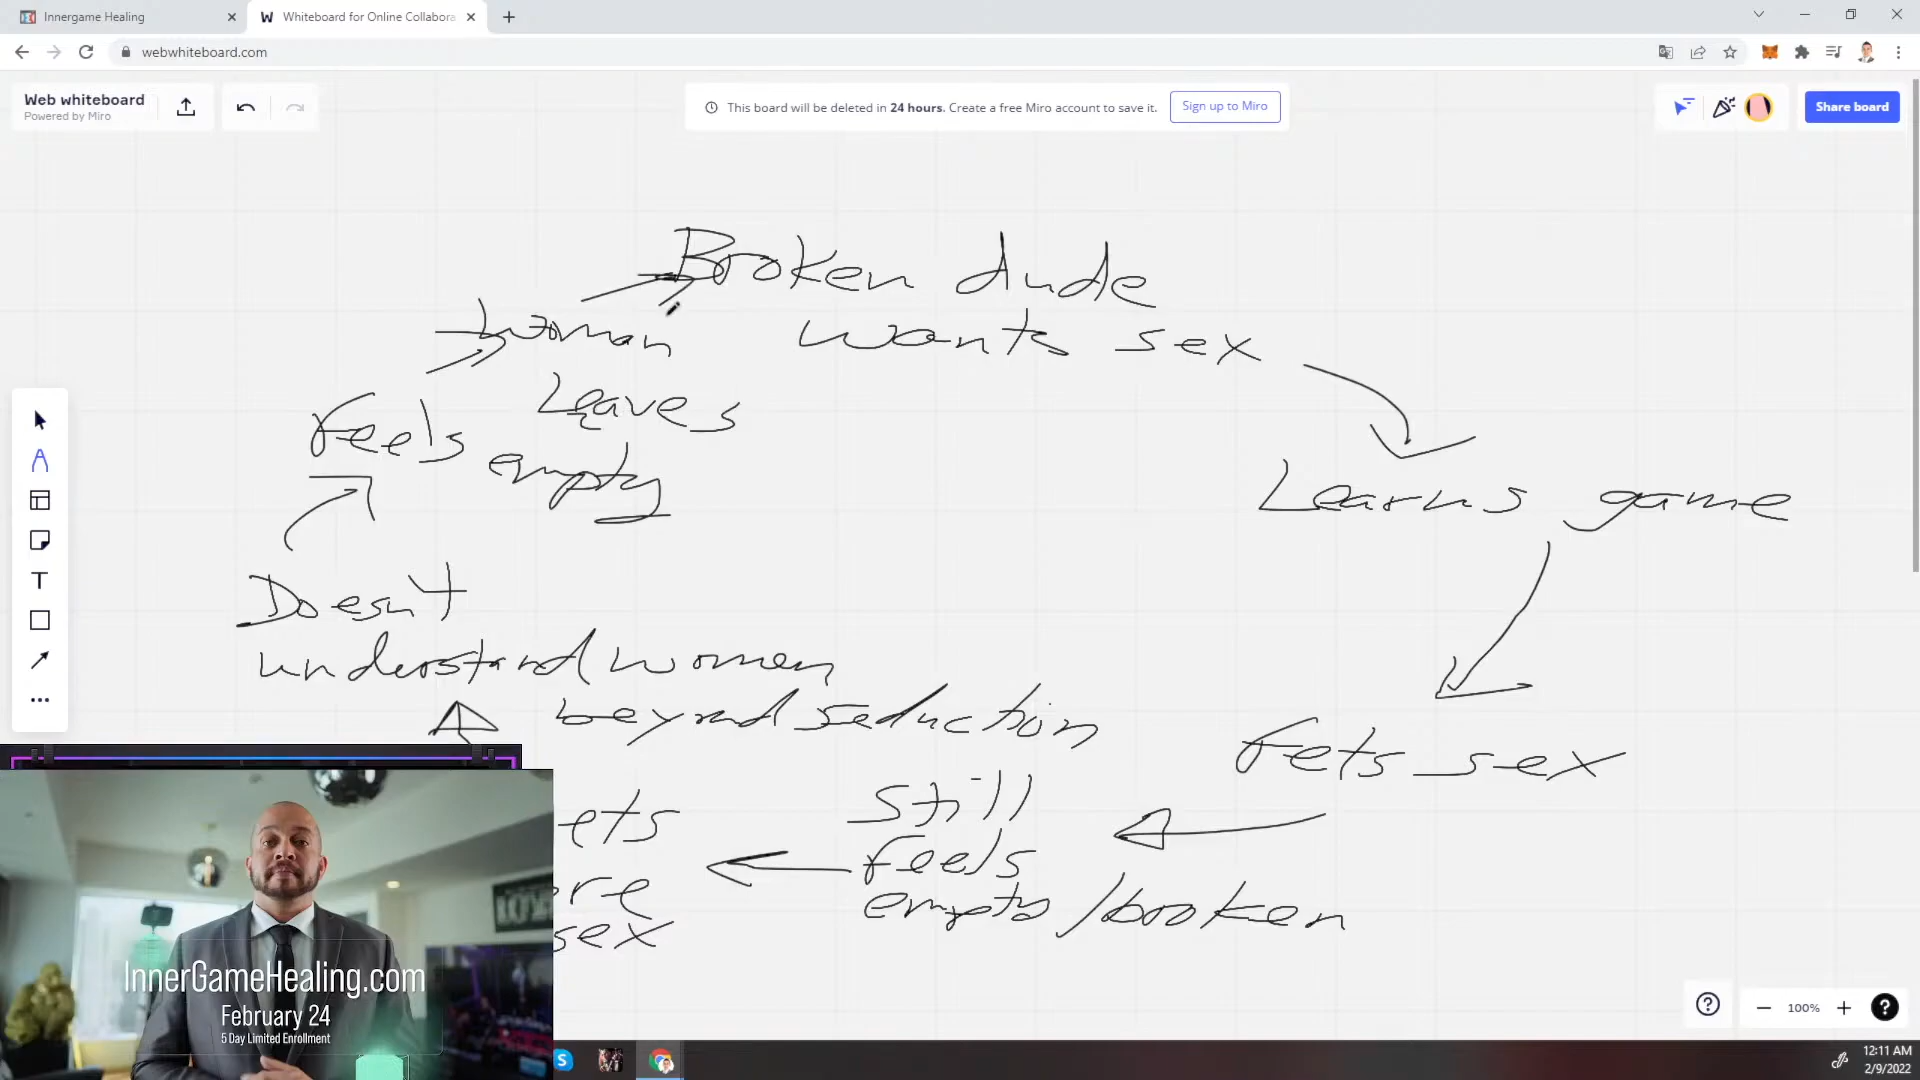 Innergame Healing
Whiteboard for Online Collabora
webwhiteboard.com
Web whiteboard
Powered by Miro
This board will be deleted in 24 hours. Create a free Miro account to save it.
Sign up to Miro
Share board
Broken dude
wants sex
Learns game
Gets sex
Still
feels
empty/broken
ets
ore
sex
Doesn't
understand women
beyond seduction
Feels empty
woman
Leaves
T
InnerGameHealing.com
February 24
5 Day Limited Enrollment
100%
12:11 AM
2/9/2022